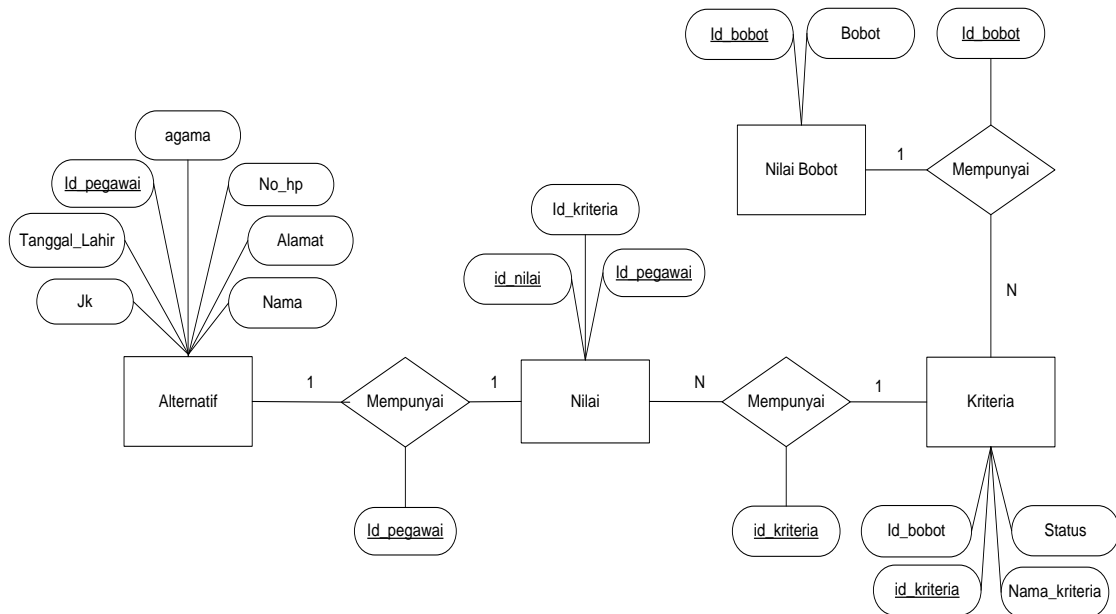 Id_bobot
Bobot
Id_bobot
agama
Nilai Bobot
1
Mempunyai
Id_pegawai
No_hp
Id_kriteria
Tanggal_Lahir
Alamat
id_nilai
Id_pegawai
Jk
Nama
N
Alternatif
1
Mempunyai
1
Nilai
N
Mempunyai
1
Kriteria
Id_pegawai
id_kriteria
Id_bobot
Status
id_kriteria
Nama_kriteria